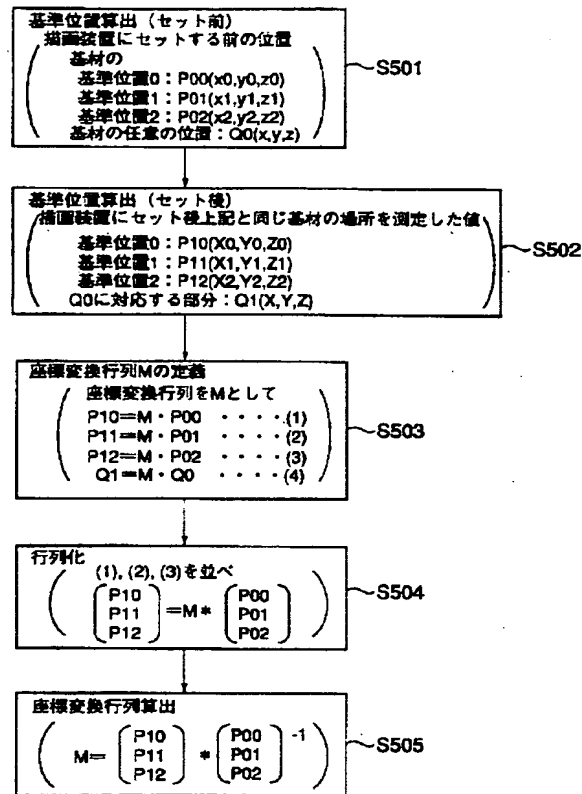 基準位置算出（セット前）
描画装置にセットする前の位置
基材の
基準位置0：P00(x0,y0,z0)
基準位置1：P01(x1,y1,z1)
基準位置2：P02(x2,y2,z2)
基材の任意の位置：Q0(x,y,z)
S501
基準位置算出（セット後）
描画装置にセット後上記と同じ基材の場所を測定した値
基準位置0：P10(X0,Y0,Z0)
基準位置1：P11(X1,Y1,Z1)
基準位置2：P12(X2,Y2,Z2)
Q0に対応する部分：Q1(X,Y,Z)
S502
座標変換行列Mの定義
座標変換行列をMとして
P10＝M・P00 ・・・・(1)
P11＝M・P01 ・・・・(2)
P12＝M・P02 ・・・・(3)
Q1＝M・Q0 ・・・・(4)
S503
行列化
(1), (2), (3)を並べ
P10 P00
P11 ＝M* P01
P12 P02
S504
座標変換行列算出
P10 P00 -1
M＝ P11 * P01
P12 P02
S505